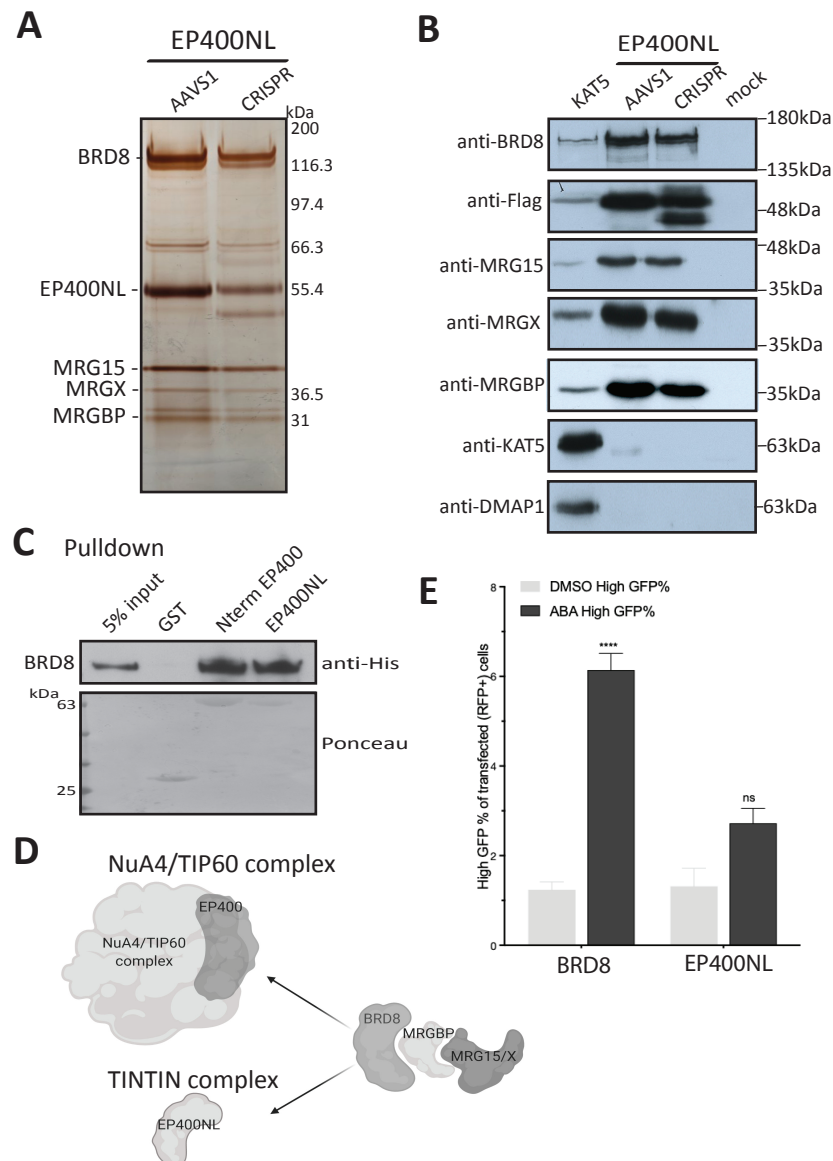 A
EP400NL
AAVS1
CRISPR
kDa
200
BRD8
116.3
97.4
66.3
EP400NL
55.4
MRG15
MRGX
36.5
MRGBP
31
B
EP400NL
KAT5
AAVS1
CRISPR
mock
180kDa
anti-BRD8
135kDa
anti-Flag
48kDa
48kDa
anti-MRG15
35kDa
anti-MRGX
35kDa
anti-MRGBP
35kDa
anti-KAT5
63kDa
anti-DMAP1
63kDa
C Pulldown
5% input
GST
Nterm EP400
EP400NL
BRD8
anti-His
kDa
63
Ponceau
25
D
NuA4/TIP60 complex
EP400
NuA4/TIP60
complex
BRD8
MRGBP
MRG15/X
TINTIN complex
EP400NL
E
DMSO High GFP%
ABA High GFP%
High GFP % of transfected (RFP+) cells
8
6
4
2
0
****
ns
BRD8
EP400NL